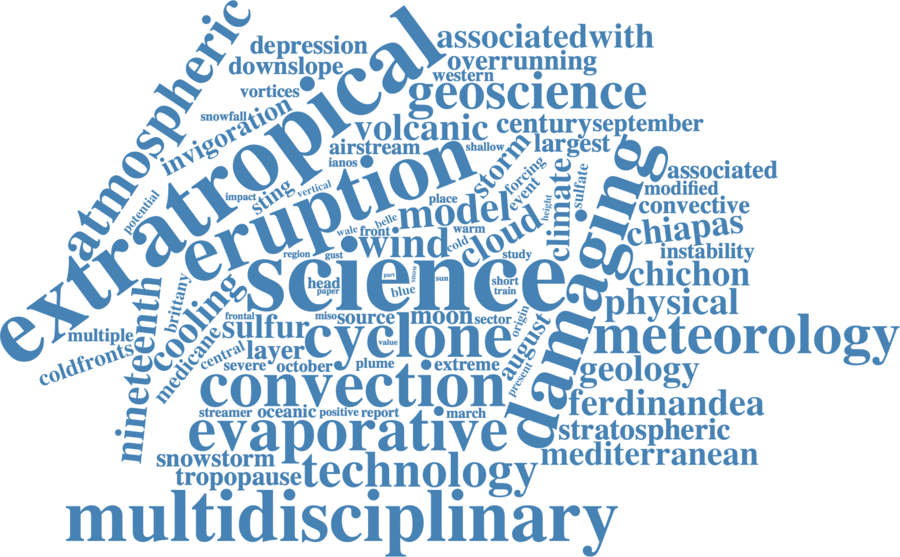 atmospheric
depression
downslope
associatedwith
overrunning
western
vortices
geoscience
extratropical
snowfall
invigoration
volcanic
centuryseptember
airstream
shallow
storm
largest
ianos
forcing
event
climate
sulfate
associated
modified
convective
potential
impact
sting
vertical
eruption
place
model
height
chiapas
instability
belle
wale
front
warm
cold
cloud
wind
study
damaging
region
gust
science
chichon
head
paper
part
snow
blue
sun
short
train
physical
brittany
cooling
nineteenth
multiple
coldfronts
medicane
frontal
sulfur
miso
source
moon
sector
origin
august
meteorology
central
layer
cyclone
value
severe
october
plume
extreme
present
geology
convection
ferdinandea
streamer
oceanic
positive
report
march
evaporative
stratospheric
mediterranean
snowstorm
tropopause
technology
multidisciplinary